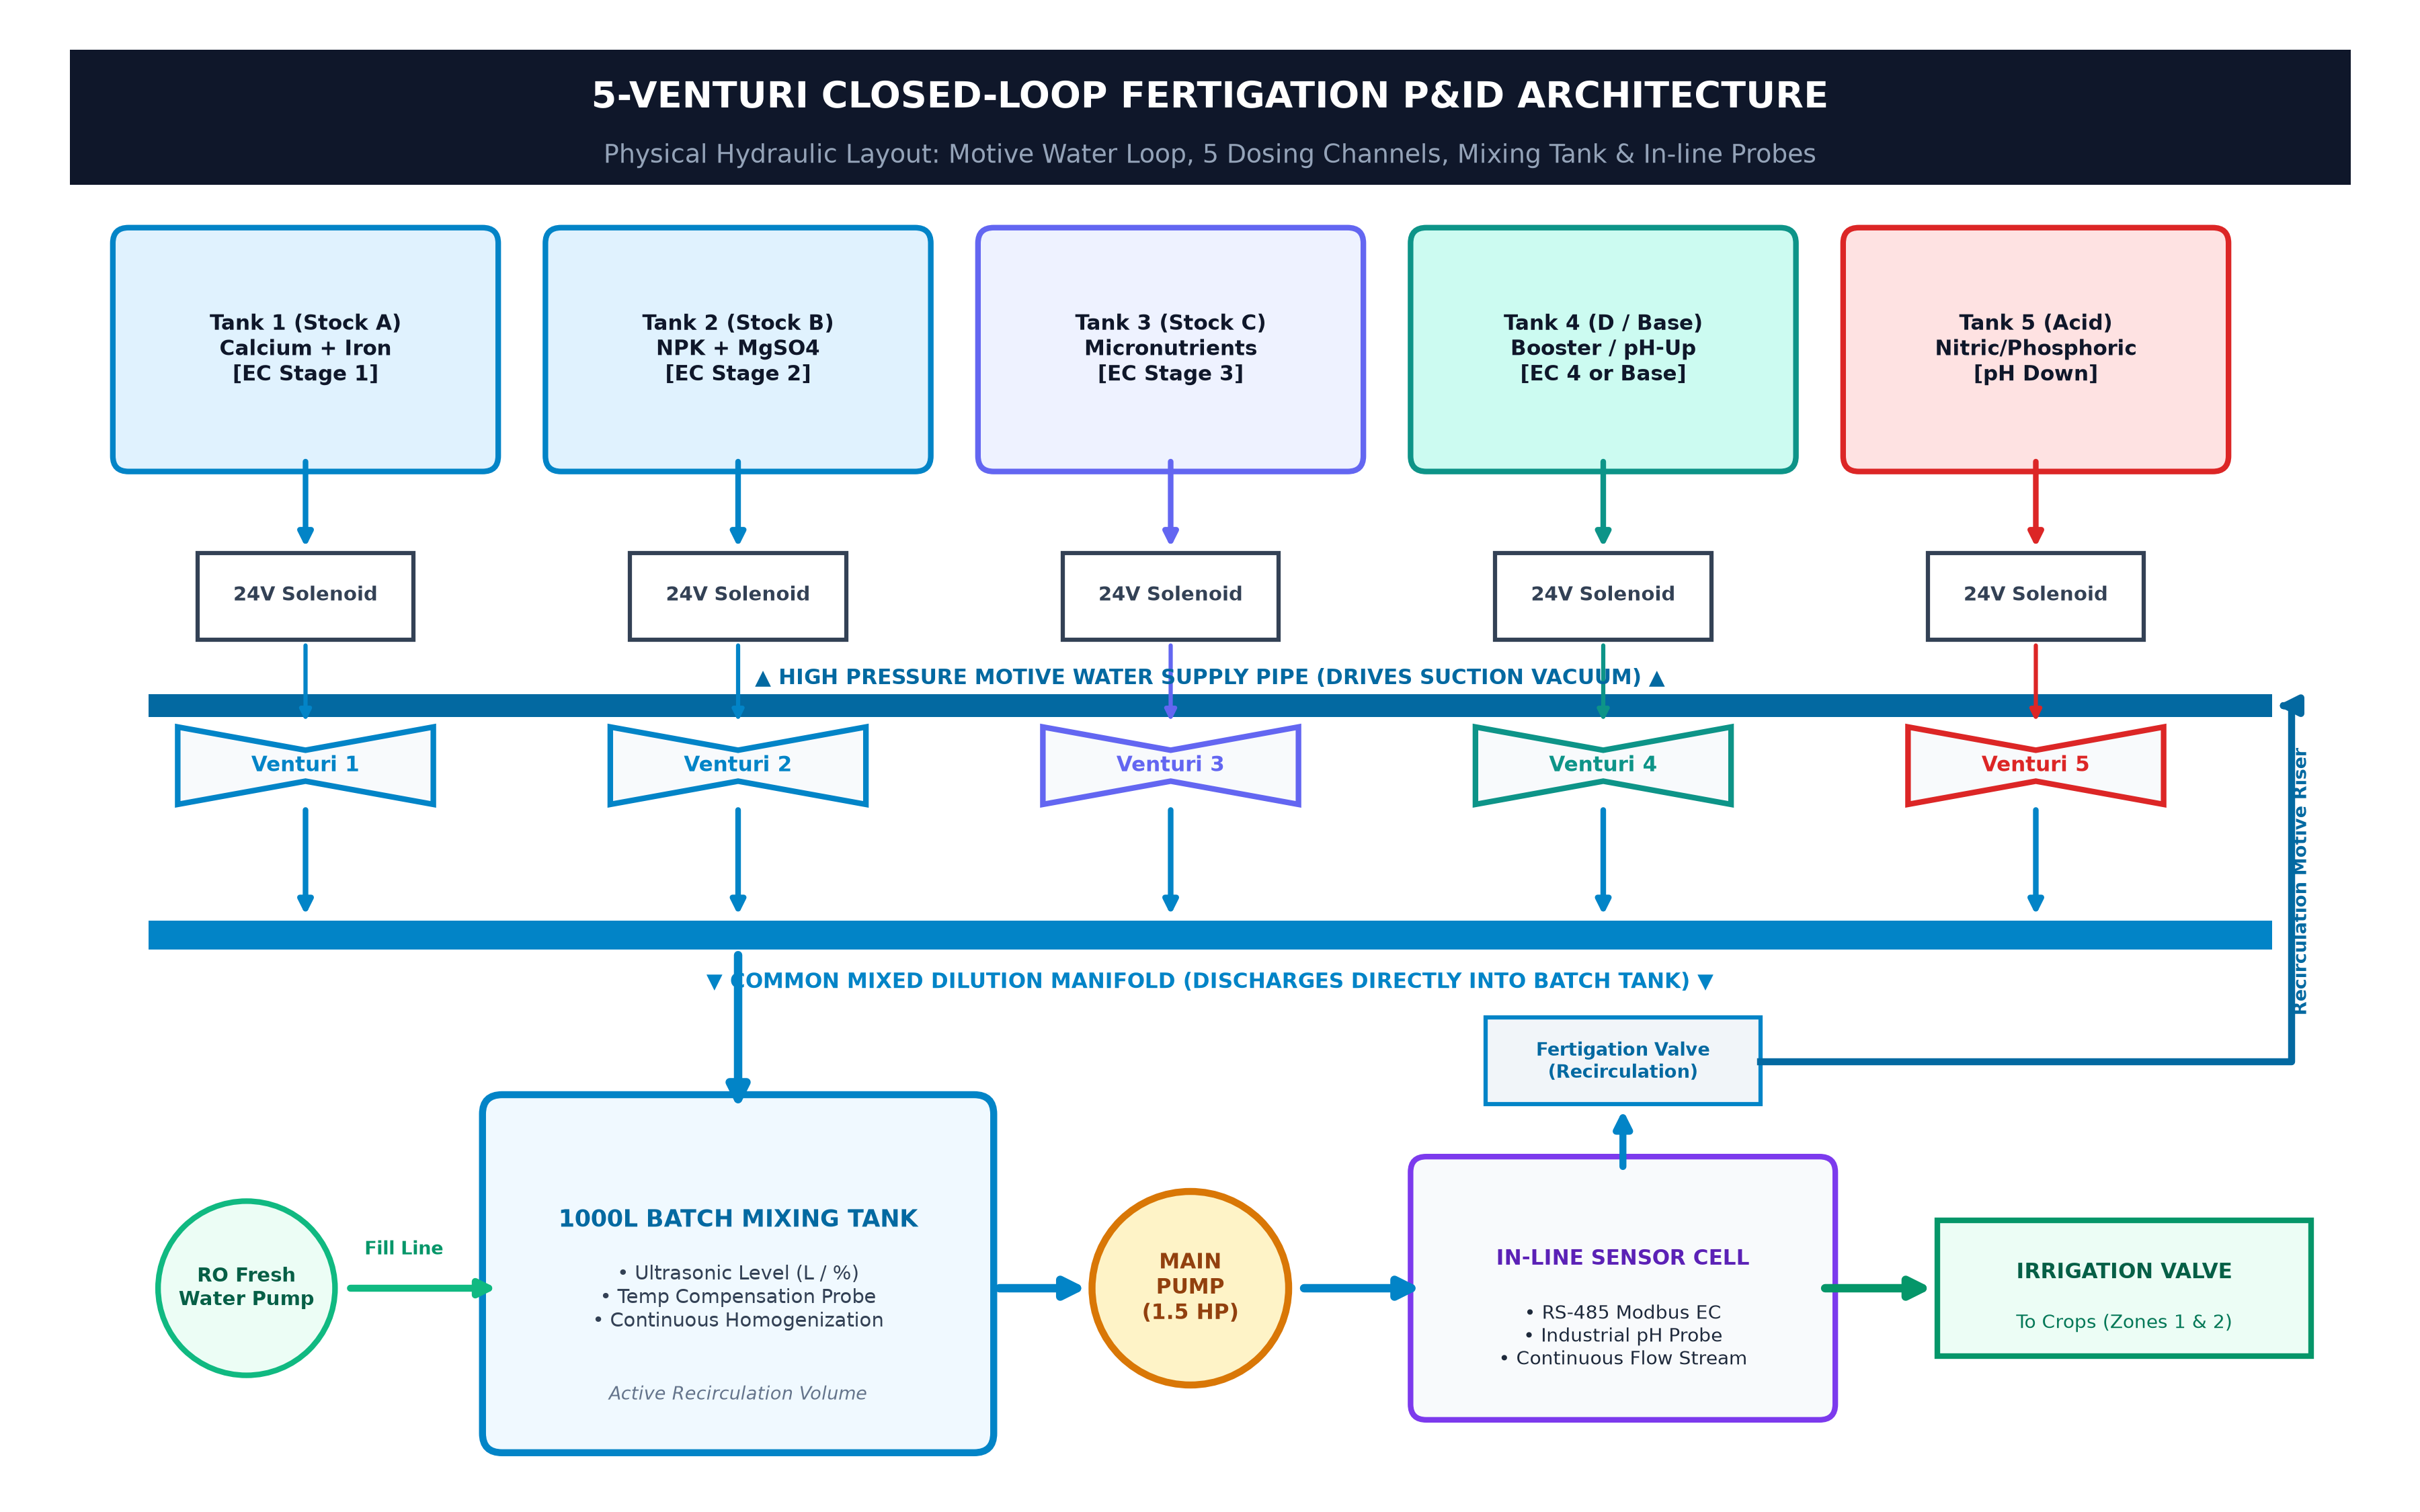 5-VENTURI CLOSED-LOOP FERTIGATION P&ID ARCHITECTURE
Physical Hydraulic Layout: Motive Water Loop, 5 Dosing Channels, Mixing Tank & In-line Probes
Tank 1 (Stock A)
Calcium + Iron
[EC Stage 1]
Tank 2 (Stock B)
NPK + MgSO4
[EC Stage 2]
Tank 3 (Stock C)
Micronutrients
[EC Stage 3]
Tank 4 (D / Base)
Booster / pH-Up
[EC 4 or Base]
Tank 5 (Acid)
Nitric/Phosphoric
[pH Down]
24V Solenoid
24V Solenoid
24V Solenoid
24V Solenoid
24V Solenoid
▲ HIGH PRESSURE MOTIVE WATER SUPPLY PIPE (DRIVES SUCTION VACUUM) ▲
Venturi 1
Venturi 2
Venturi 3
Venturi 4
Venturi 5
Recirculation Motive Riser
▼ COMMON MIXED DILUTION MANIFOLD (DISCHARGES DIRECTLY INTO BATCH TANK) ▼
Fertigation Valve
(Recirculation)
RO Fresh
Water Pump
Fill Line
1000L BATCH MIXING TANK
• Ultrasonic Level (L / %)
• Temp Compensation Probe
• Continuous Homogenization
Active Recirculation Volume
MAIN
PUMP
(1.5 HP)
IN-LINE SENSOR CELL
• RS-485 Modbus EC
• Industrial pH Probe
• Continuous Flow Stream
IRRIGATION VALVE
To Crops (Zones 1 & 2)